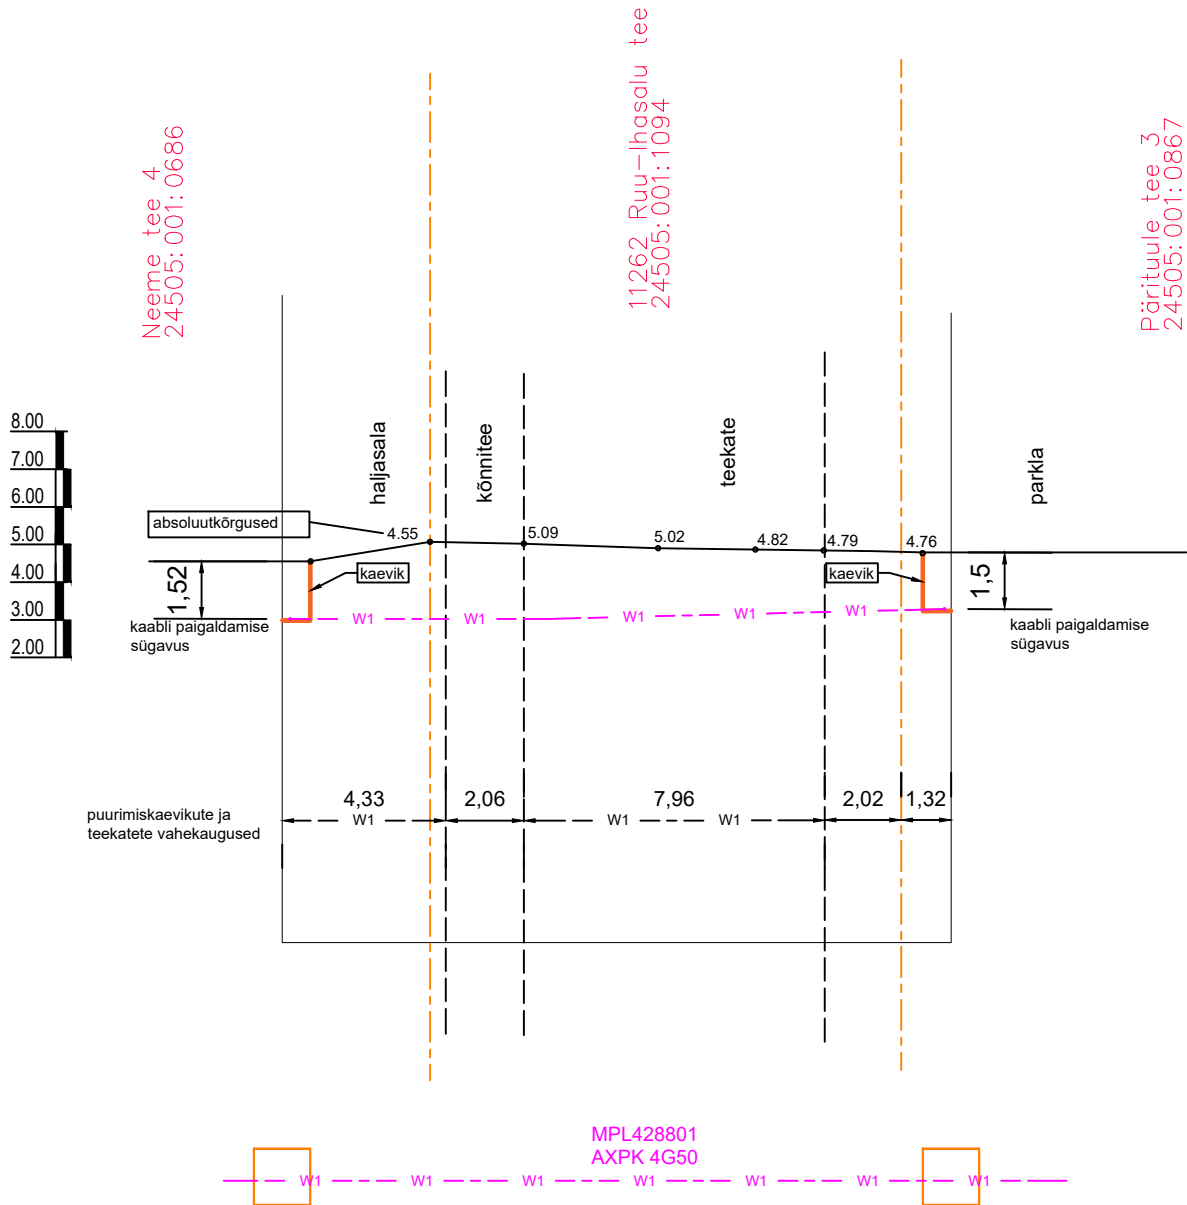 Neeme tee 4
24505:001:0686
11262 Ruu-Ihasalu tee
24505:001:1094
Pärituule tee 3
24505:001:0867
haljasala
kõnnitee
teekate
parkla
8.00
7.00
6.00
5.00
4.00
3.00
2.00
absoluutkõrgused
4.55
5.09
5.02
4.82
4.79
4.76
kaevik
kaevik
1,52
1,5
W1
W1
W1
W1
W1
kaabli paigaldamise
sügavus
kaabli paigaldamise
sügavus
puurimiskaevikute ja
teekatete vahekaugused
4,33
2,06
7,96
2,02
1,32
W1
W1
W1
MPL428801
AXPK 4G50
W1
W1
W1
W1
W1
W1
W1